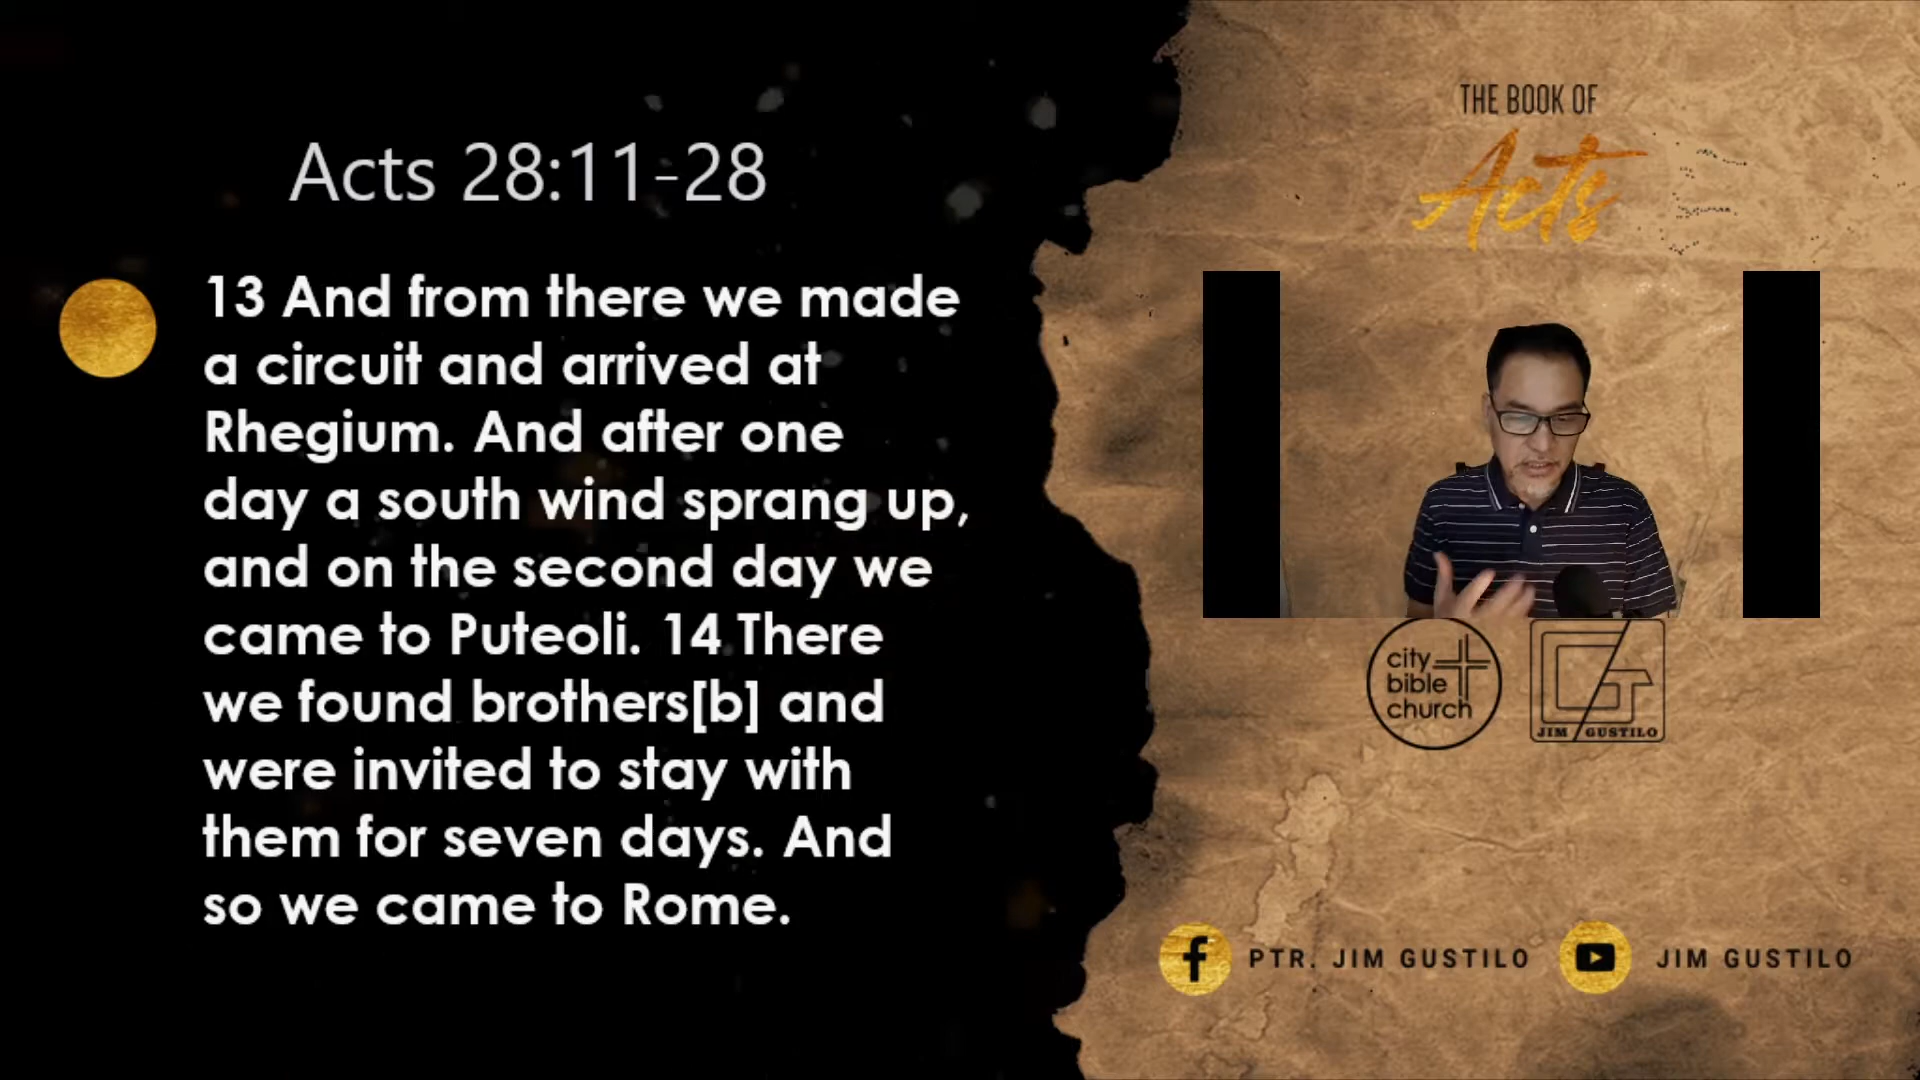 Acts 28:11-28
13 And from there we made
a circuit and arrived at
Rhegium. And after one
day a south wind sprang up,
and on the second day we
came to Puteoli. 14 There
we found brothers[b] and
were invited to stay with
them for seven days. And
so we came to Rome.
THE BOOK OF
Acts
city
bible
church
JIM GUSTILO
PTR. JIM GUSTILO
JIM GUSTILO